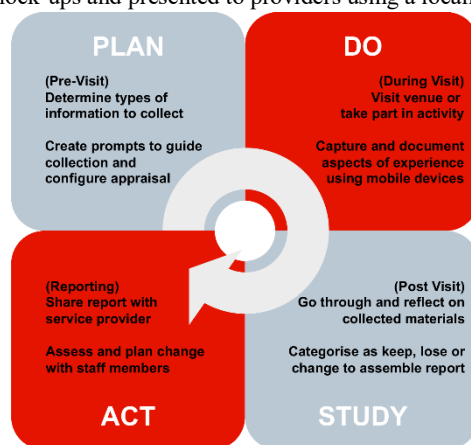 ock-ups and presented to providers using a locali
PLAN
(Pre-Visit)
Determine types of
information to collect
Create prompts to guide
collection and
configure appraisal
DO
(During Visit)
Visit venue or
take part in activity
Capture and document
aspects of experience
using mobile devices
(Reporting)
Share report with
service provider
Assess and plan change
with staff members
ACT
(Post Visit)
Go through and reflect on
collected materials
Categorise as keep, lose or
change to assemble report
STUDY